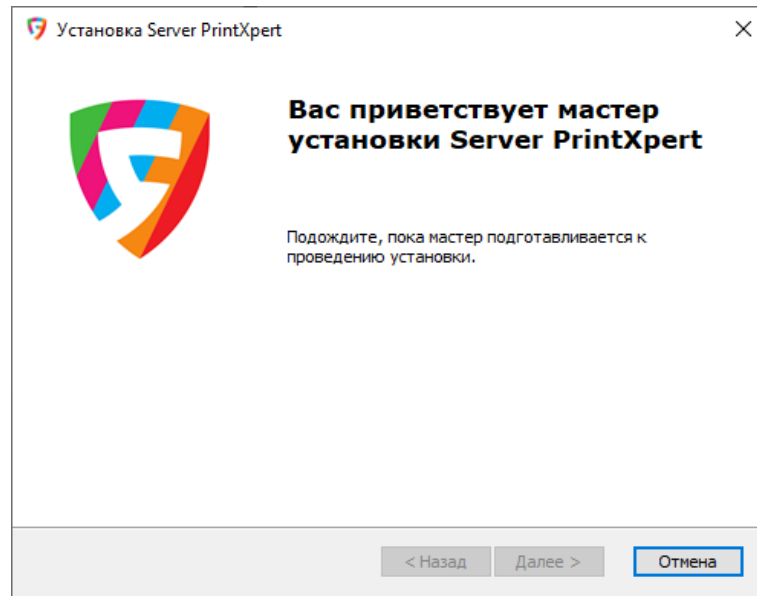 Установка Server PrintXpert
Вас приветствует мастер
установки Server PrintXpert
Подождите, пока мастер подготавливается к
проведению установки.
< Назад
Далее >
Отмена